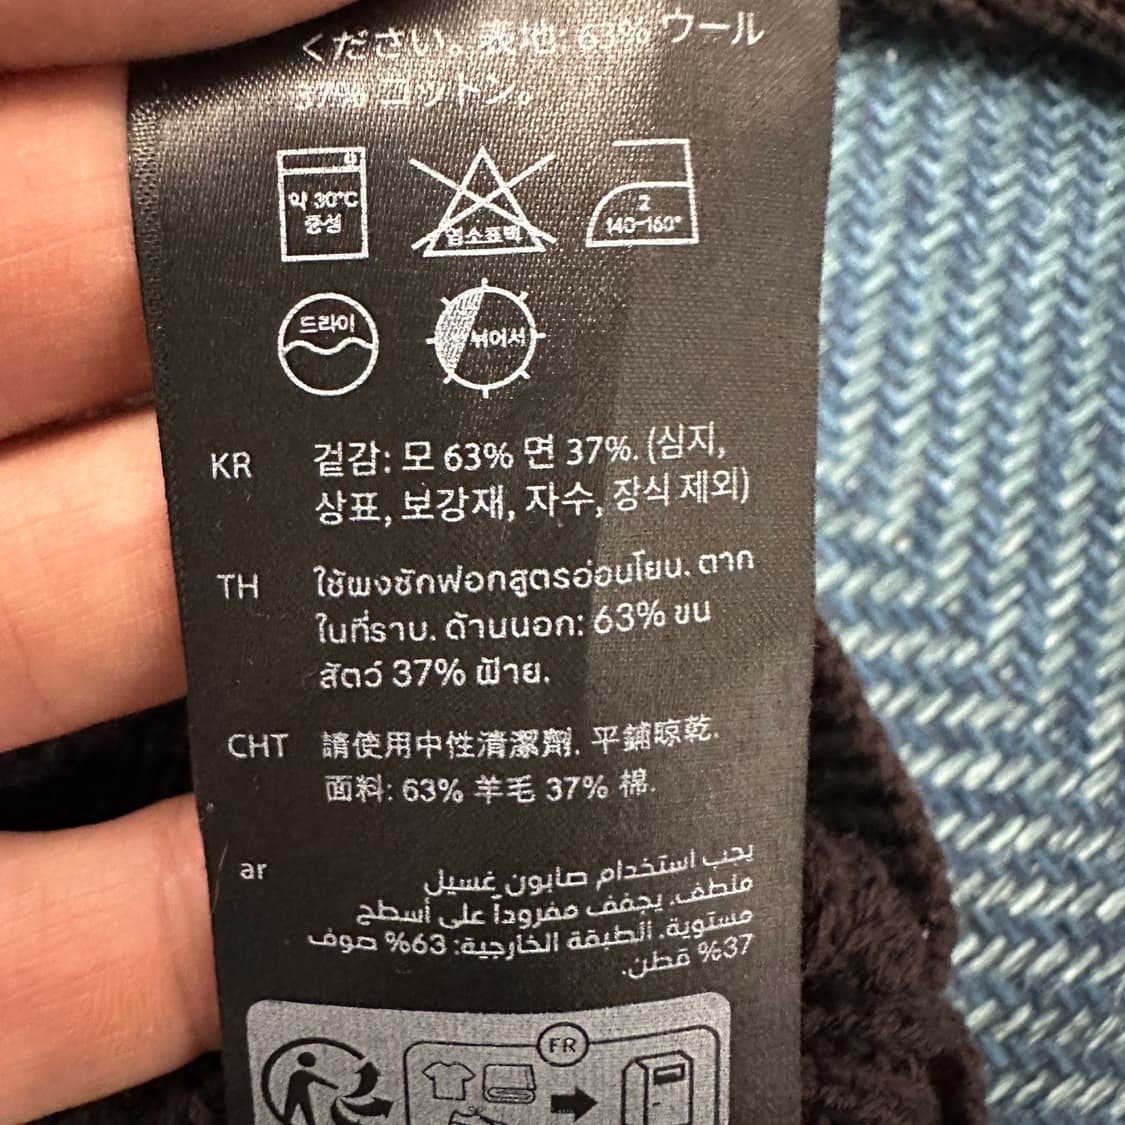 ください。表地: 63% ウール
37% コットン。
약 30°C
중성
염소표백
2
140-160°
드라이
뉘어서
KR
겉감: 모 63% 면 37%. (심지,
상표, 보강재, 자수, 장식 제외)
TH
ใช้ผงซักฟอกสูตรอ่อนโยน. ตาก
ในที่ราบ. ด้านนอก: 63% ขน
สัตว์ 37% ฝ้าย.
CHT
請使用中性清潔劑. 平鋪晾乾.
面料: 63% 羊毛 37% 棉.
ar
يجب استخدام صابون غسيل
ملطف. يجفف مفروداً على أسطح
مستوية. الطبقة الخارجية: 63% صوف
37% قطن.
FR